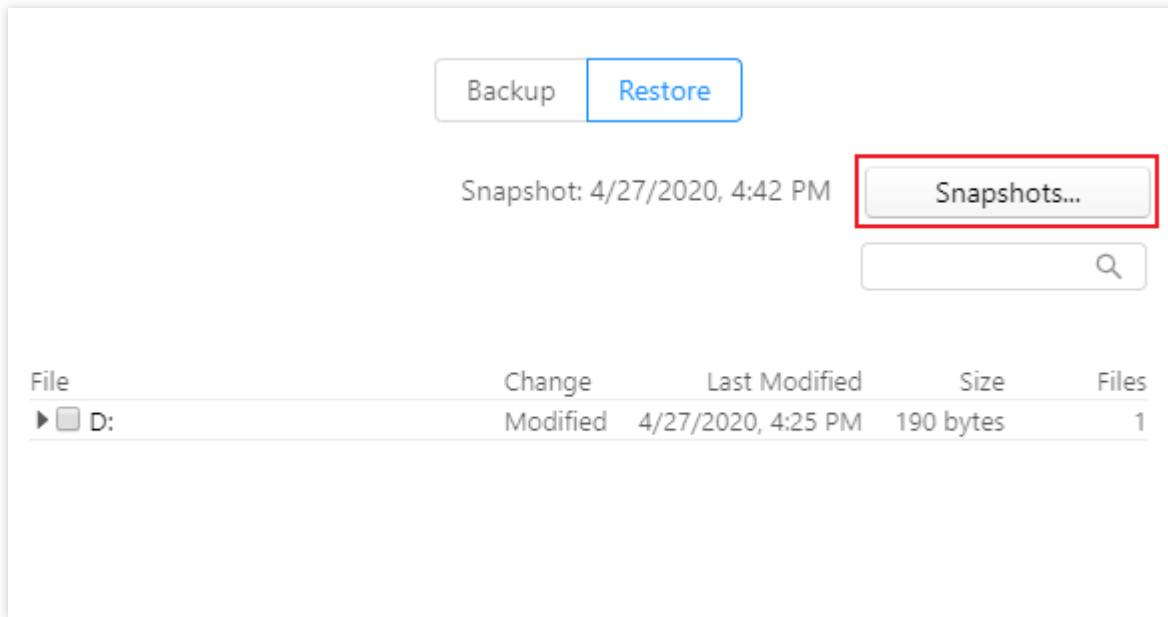 Backup Restore
Snapshot: 4/27/2020, 4:42 PM Snapshots...
File Change Last Modified Size Files
D: Modified 4/27/2020, 4:25 PM 190 bytes 1